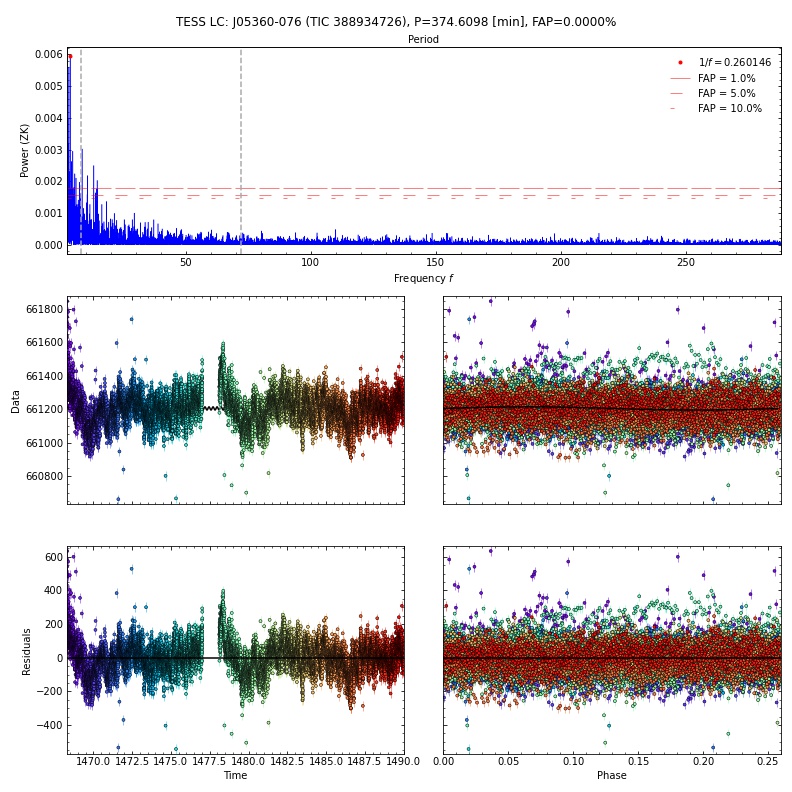 TESS LC: J05360-076 (TIC 388934726), P=374.6098 [min], FAP=0.0000%
Period
0.006
0.005
0.004
0.003
0.002
0.001
0.000
Power (ZK)
1/f = 0.260146
FAP = 1.0%
FAP = 5.0%
FAP = 10.0%
50 100 150 200 250
Frequency f
661800
661600
661400
661200
661000
660800
Data
600
400
200
0
−200
−400
Residuals
1470.0 1472.5 1475.0 1477.5 1480.0 1482.5 1485.0 1487.5 1490.0
Time
0.00 0.05 0.10 0.15 0.20 0.25
Phase